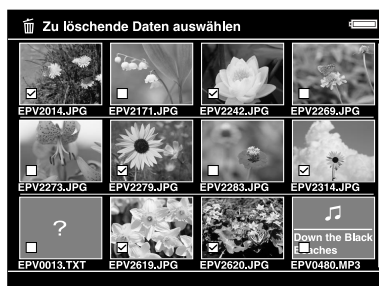 Zu löschende Daten auswählen
EPV2014.JPG EPV2171.JPG EPV2242.JPG EPV2269.JPG
EPV2273.JPG EPV2279.JPG EPV2283.JPG EPV2314.JPG
?
Down the Black
Beaches
EPV0013.TXT EPV2619.JPG EPV2620.JPG EPV0480.MP3